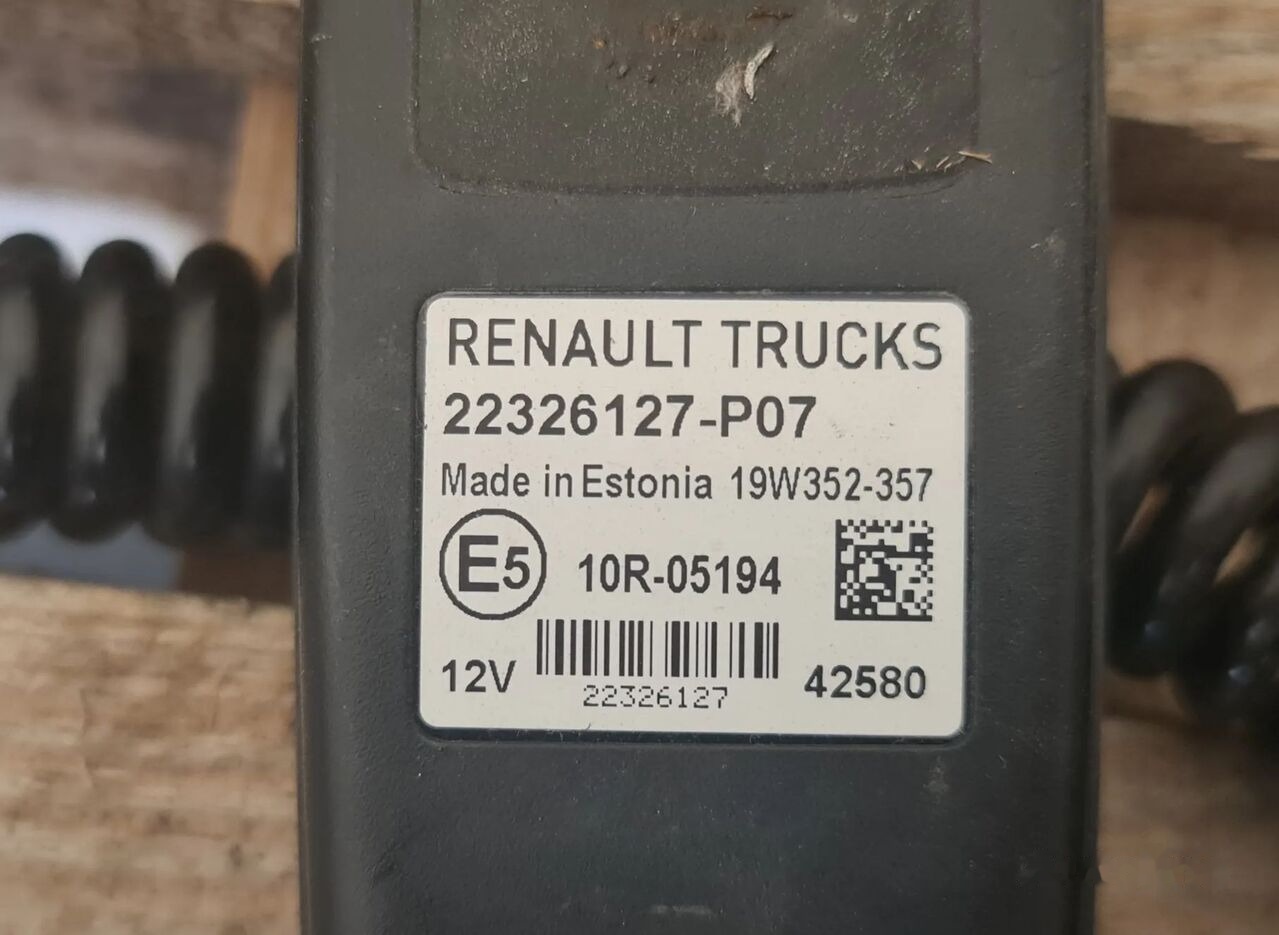 RENAULT TRUCKS
22326127-P07
Made in Estonia 19W352-357
E5 10R-05194
12V 22326127 42580